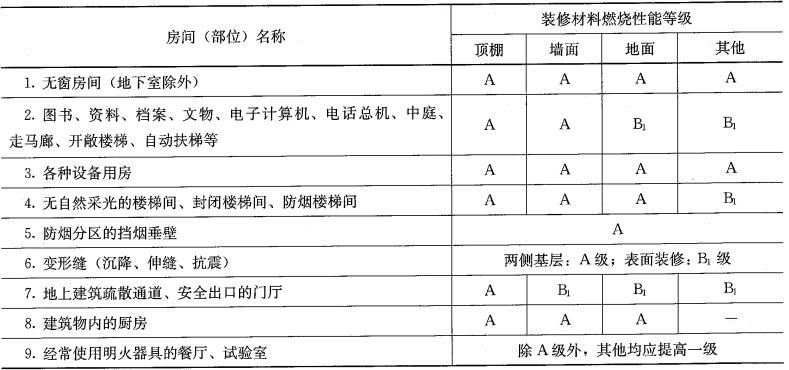 房间（部位）名称
装修材料燃烧性能等级
顶棚 墙面 地面 其他
1. 无窗房间（地下室除外） A A A A
2. 图书、资料、档案、文物、电子计算机、电话总机、中庭、
走马廊、开敞楼梯、自动扶梯等 A A B₁ B₁
3. 各种设备用房 A A A A
4. 无自然采光的楼梯间、封闭楼梯间、防烟楼梯间 A A A B₁
5. 防烟分区的挡烟垂壁 A
6. 变形缝（沉降、伸缝、抗震） 两侧基层：A 级；表面装修：B₁ 级
7. 地上建筑疏散通道、安全出口的门厅 A B₁ B₁ B₁
8. 建筑物内的厨房 A A A —
9. 经常使用明火器具的餐厅、试验室 除 A 级外，其他均应提高一级